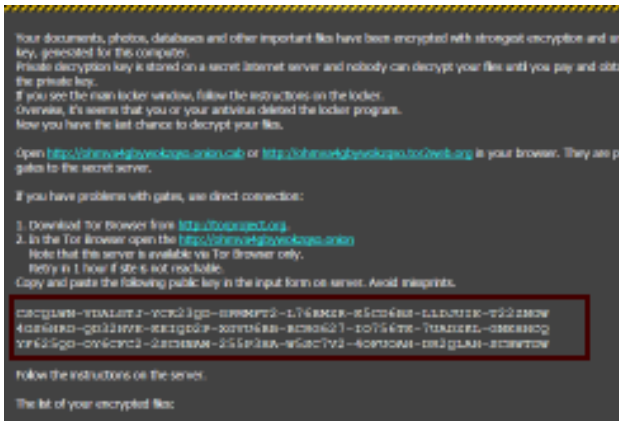 Your documents, photos, databases and other important files have been encrypted with strongest encryption and
key, generated for this computer.
Private decryption key is stored on a secret Internet server and nobody can decrypt your files until you pay and
the private key.
If you see the main locker window, follow the instructions on the locker.
Overwise, it's seems that you or your antivirus deleted the locker program.
Now you have the last chance to decrypt your files.
Open or in your browser. They are
gates to the secret server.
If you have problems with gates, use direct connection:
1. Download Tor Browser from http://torproject.org.
2. In the Tor Browser open the
Note that this server is available via Tor Browser only.
Retry in 1 hour if site is not reachable.
Copy and paste the following public key in the input form on server. Avoid missprints.
Follow the instructions on the server.
The list of your encrypted files: